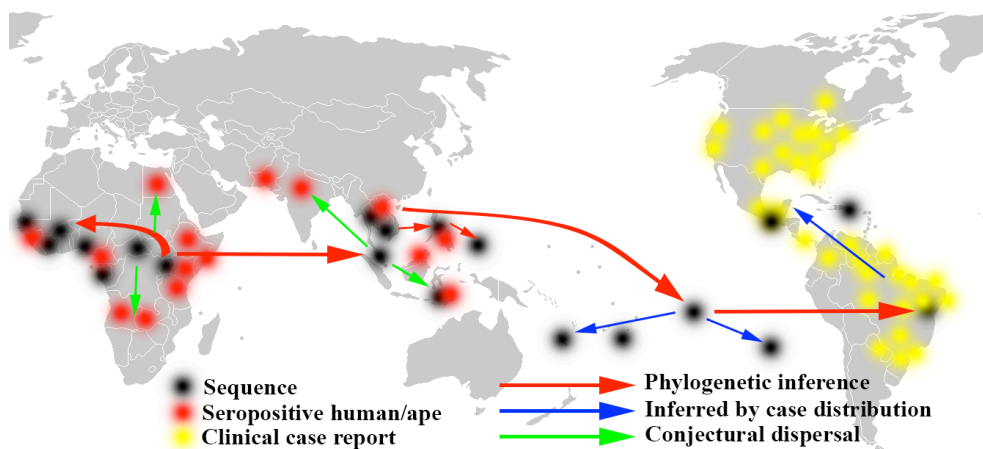 Sequence
Seropositive human/ape
Clinical case report
Phylogenetic inference
Inferred by case distribution
Conjectural dispersal